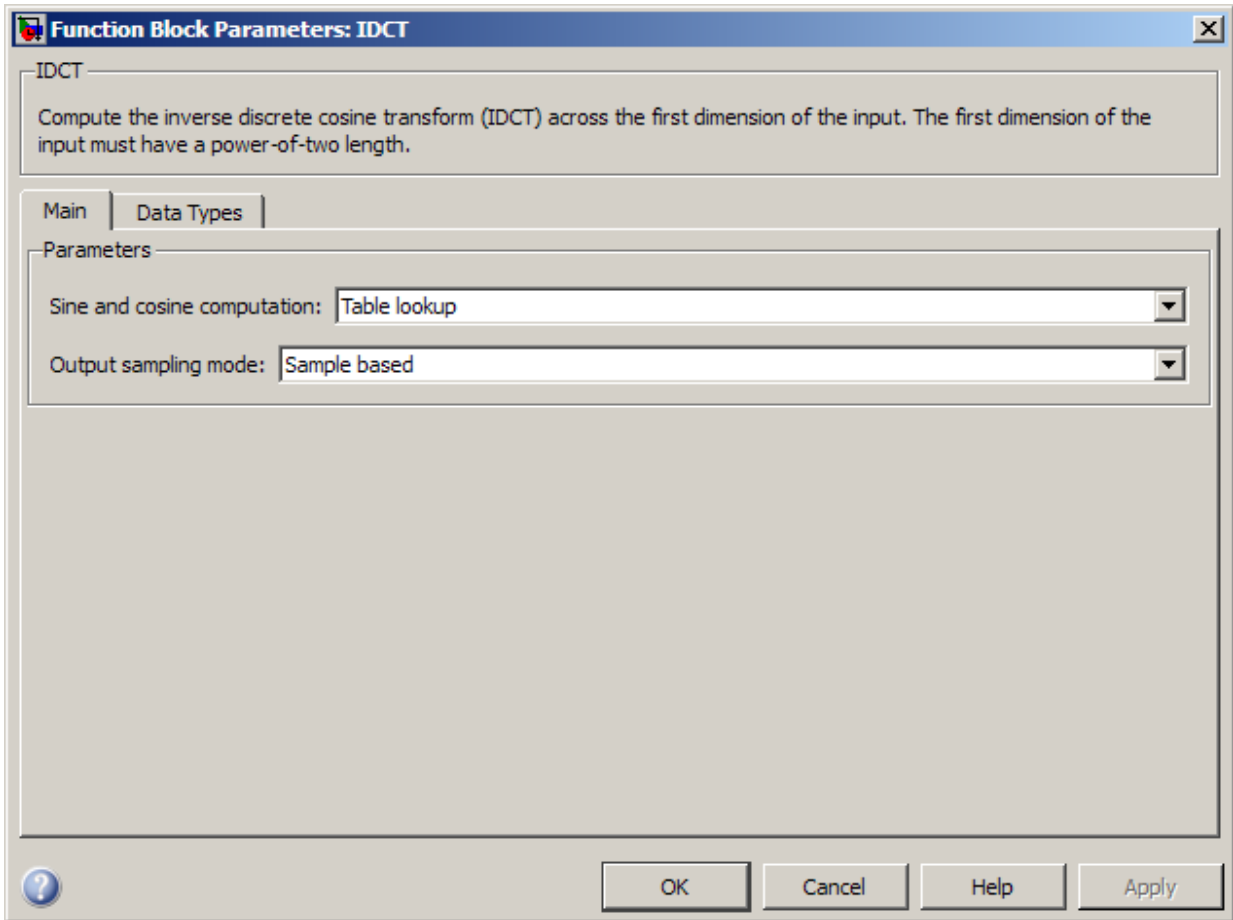 Function Block Parameters: IDCT
IDCT
Compute the inverse discrete cosine transform (IDCT) across the first dimension of the input. The first dimension of the
input must have a power-of-two length.
Main Data Types
Parameters
Sine and cosine computation: Table lookup
Output sampling mode: Sample based
? OK Cancel Help Apply